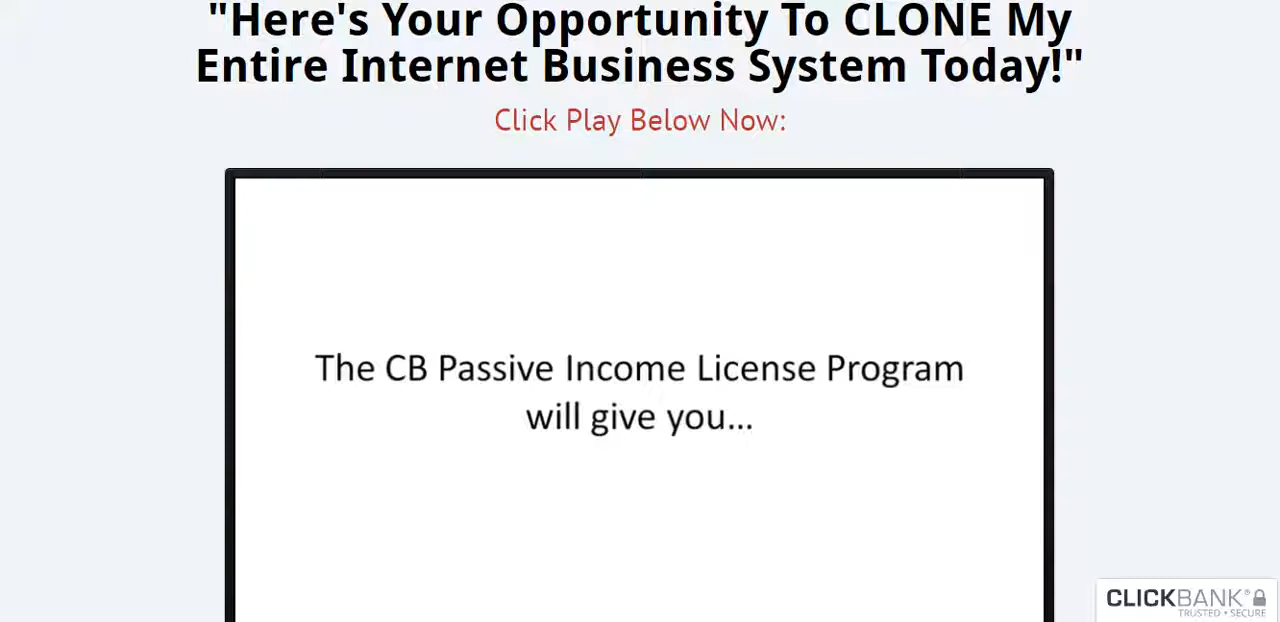 "Here's Your Opportunity To CLONE My
Entire Internet Business System Today!"
Click Play Below Now:
The CB Passive Income License Program
will give you...
CLICKBANK®
TRUSTED • SECURE